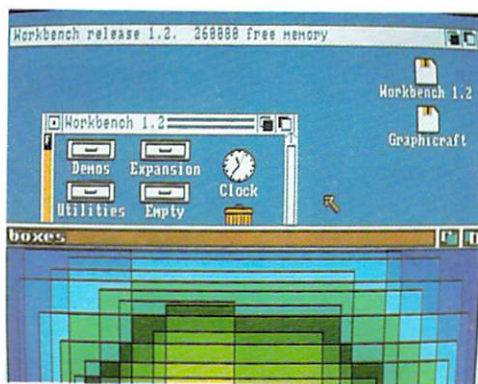 Workbench release 1.2. 268888 free memory
Workbench 1.2
Graphicraft
Workbench 1.2
Demos Expansion
Clock
Utilities Empty
boxes